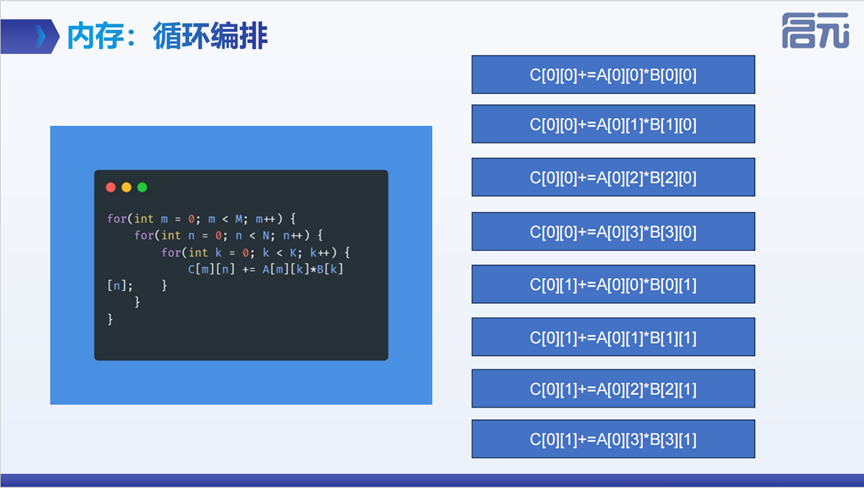 内存：循环编排
启元
for(int m = 0; m < M; m++) {
for(int n = 0; n < N; n++) {
for(int k = 0; k < K; k++) {
C[m][n] += A[m][k]*B[k]
[n];    }
}
}
C[0][0]+=A[0][0]*B[0][0]
C[0][0]+=A[0][1]*B[1][0]
C[0][0]+=A[0][2]*B[2][0]
C[0][0]+=A[0][3]*B[3][0]
C[0][1]+=A[0][0]*B[0][1]
C[0][1]+=A[0][1]*B[1][1]
C[0][1]+=A[0][2]*B[2][1]
C[0][1]+=A[0][3]*B[3][1]